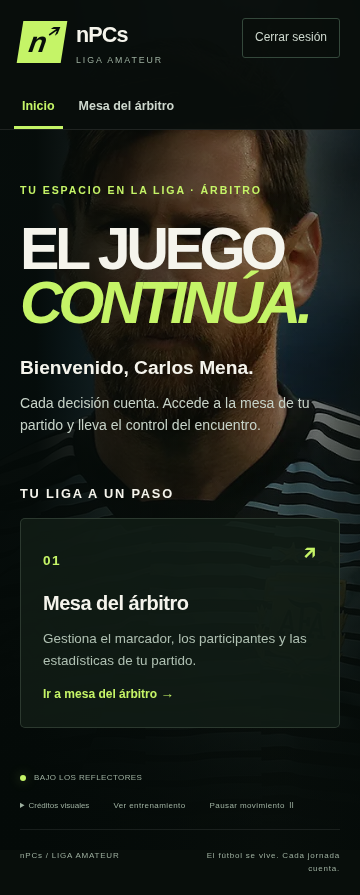 n
nPCs
LIGA AMATEUR
Cerrar sesión
Inicio
Mesa del árbitro
TU ESPACIO EN LA LIGA · ÁRBITRO
EL JUEGO
CONTINÚA.
Bienvenido, Carlos Mena.
Cada decisión cuenta. Accede a la mesa de tu
partido y lleva el control del encuentro.
TU LIGA A UN PASO
01
Mesa del árbitro
Gestiona el marcador, los participantes y las
estadísticas de tu partido.
Ir a mesa del árbitro →
BAJO LOS REFLECTORES
Créditos visuales
Ver entrenamiento
Pausar movimiento
nPCs / LIGA AMATEUR
El fútbol se vive. Cada jornada
cuenta.